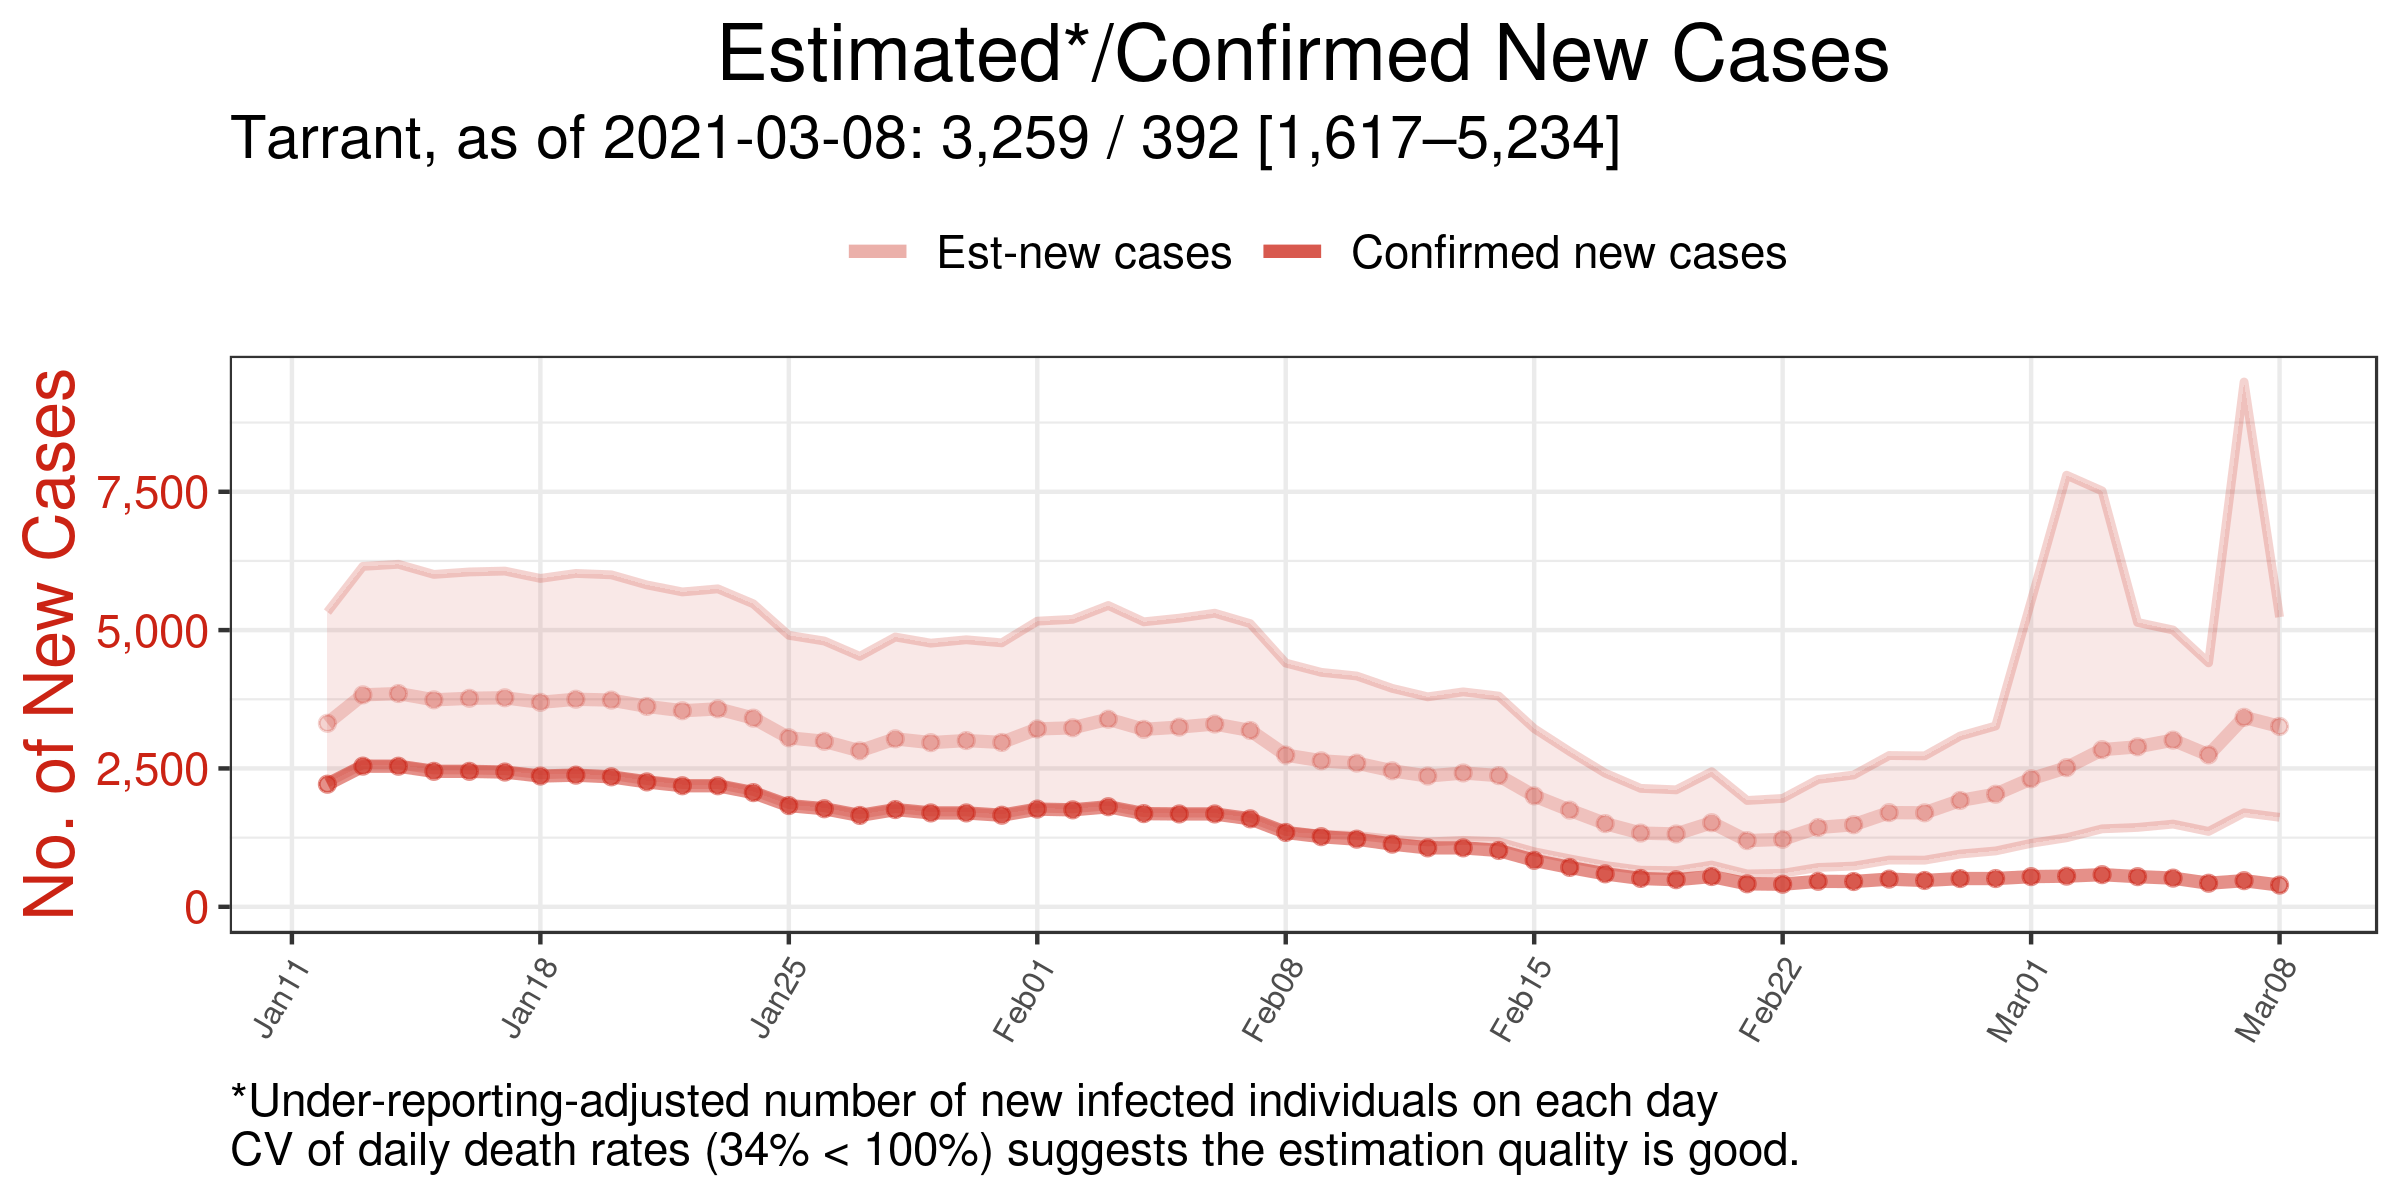 Estimated*/Confirmed New Cases
Tarrant, as of 2021-03-08: 3,259 / 392 [1,617–5,234]
Est-new cases Confirmed new cases
No. of New Cases
7,500
5,000
2,500
0
Jan11 Jan18 Jan25 Feb01 Feb08 Feb15 Feb22 Mar01 Mar08
*Under-reporting-adjusted number of new infected individuals on each day
CV of daily death rates (34% < 100%) suggests the estimation quality is good.